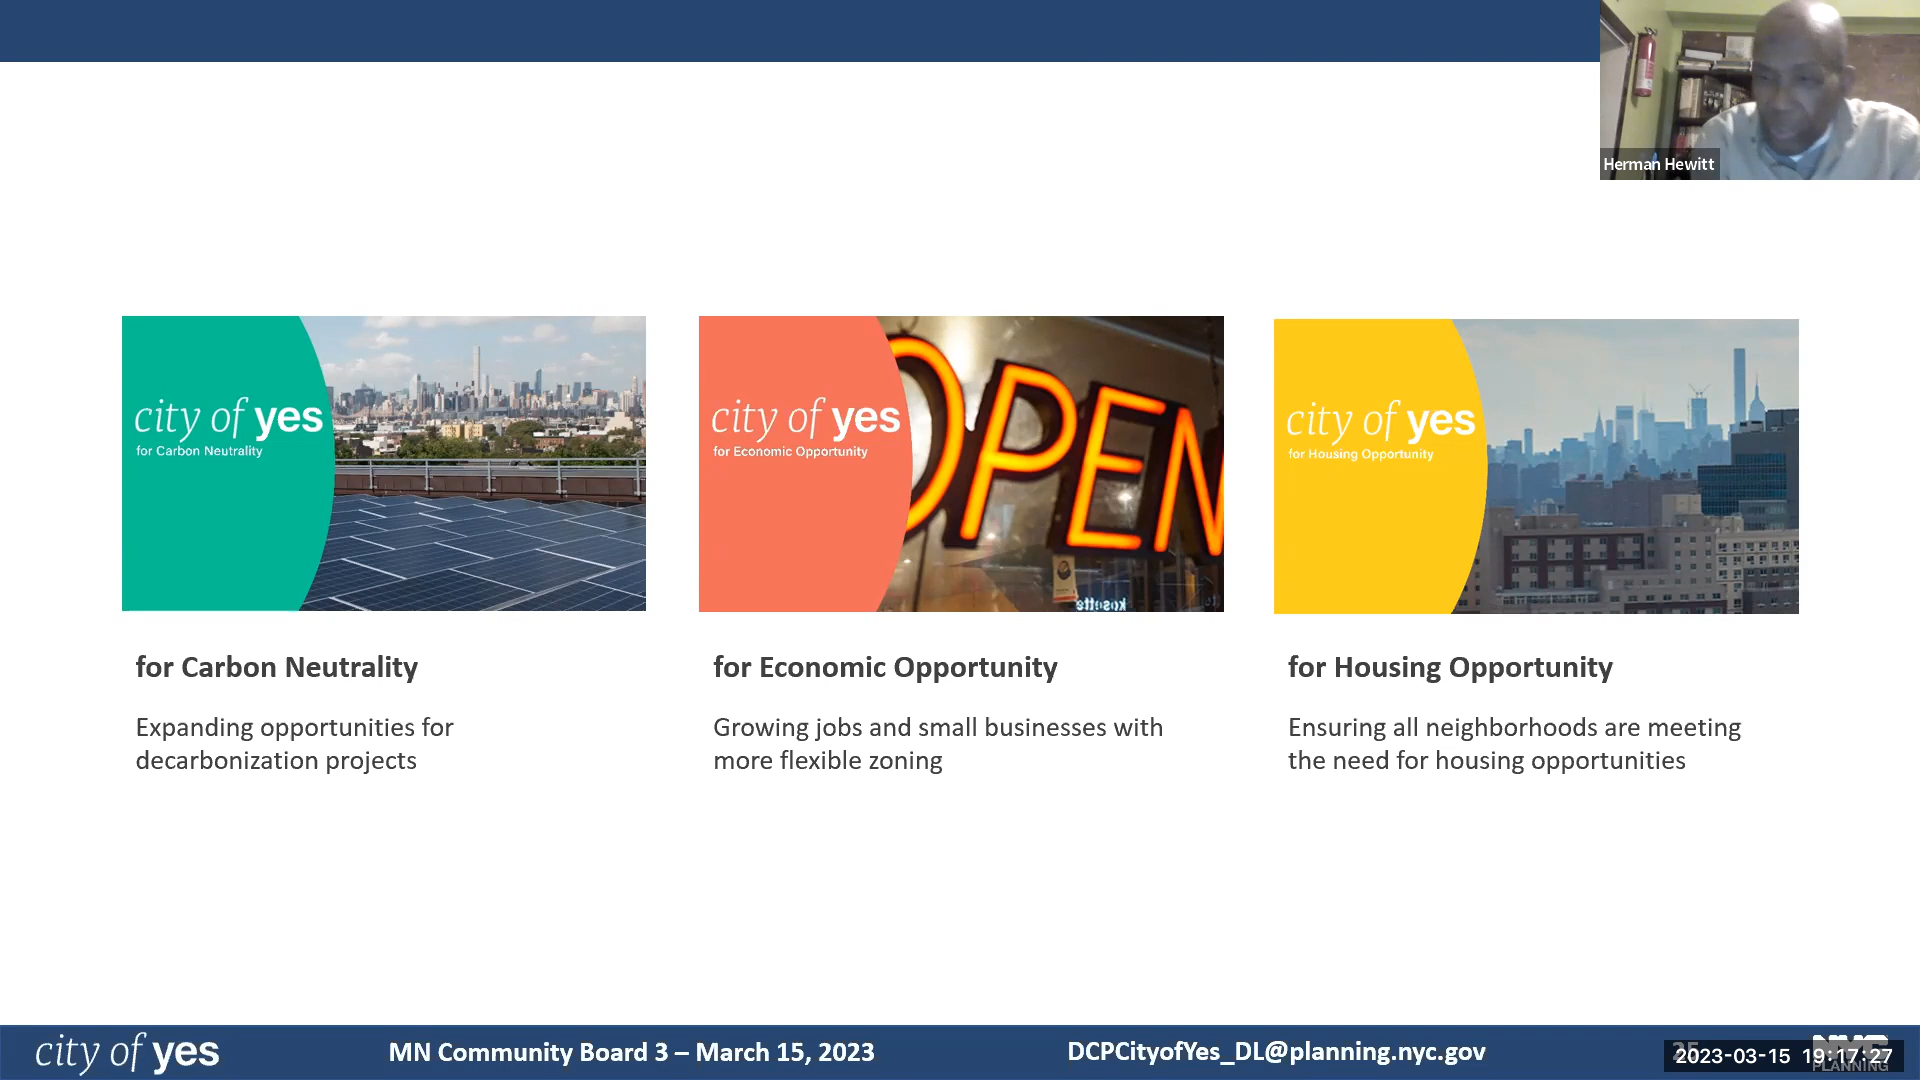 Herman Hewitt
city of yes
for Carbon Neutrality
city of yes
for Economic Opportunity
OPEN
kosette
city of yes
for Housing Opportunity
for Carbon Neutrality
Expanding opportunities for
decarbonization projects
for Economic Opportunity
Growing jobs and small businesses with
more flexible zoning
for Housing Opportunity
Ensuring all neighborhoods are meeting
the need for housing opportunities
city of yes
MN Community Board 3 – March 15, 2023
DCPCityofYes_DL@planning.nyc.gov
NYC
PLANNING
2023-03-15 19:17:27